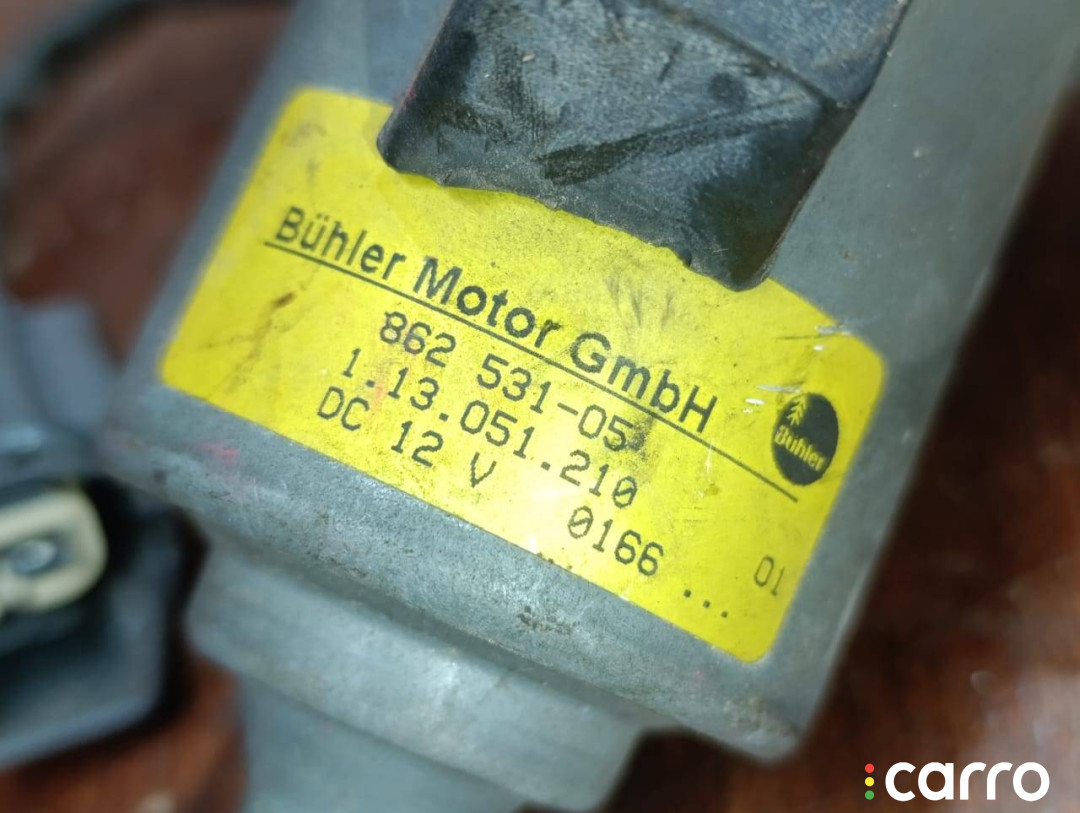 Bühler Motor GmbH
862 531-05
1.13.051.210
DC 12 V
0166 ... 01
Bühler
carro